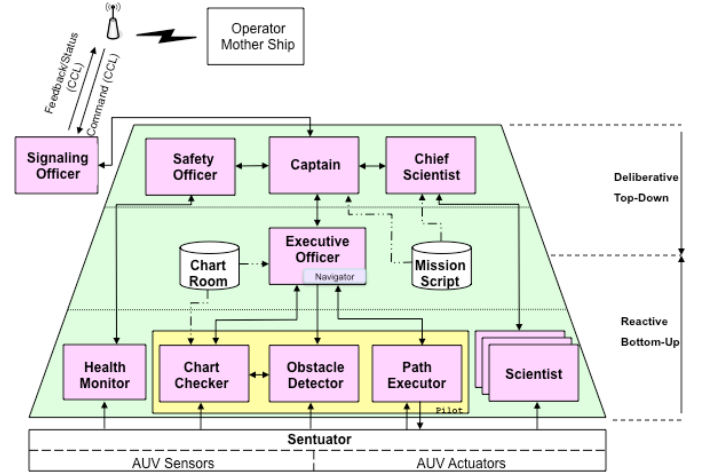 Operator
Mother Ship
Feedback/Status
(CCL)
Command (CCL)
Signaling
Officer
Safety
Officer
Captain
Chief
Scientist
Deliberative
Top-Down
Executive
Officer
Navigator
Chart
Room
Mission
Script
Reactive
Bottom-Up
Health
Monitor
Chart
Checker
Obstacle
Detector
Path
Executor
Scientist
Pilot
Sentuator
AUV Sensors
AUV Actuators